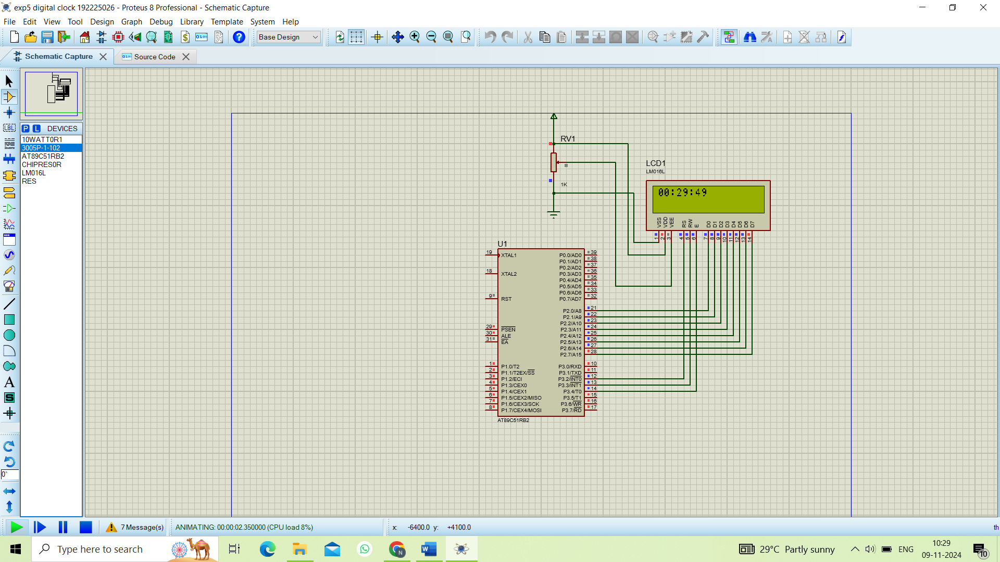 exp5 digital clock 192225026 - Proteus 8 Professional - Schematic Capture
File Edit View Tool Design Graph Debug Library Template System Help
Base Design
Schematic Capture
Source Code
P L DEVICES
10WATT0R1
3005P-1-102
AT89C51RB2
CHIPRES0R
LM016L
RES
LBL
A
S
0°
RV1
1K
LCD1
LM016L
00:29:49
VSS VDD VEE RS RW E D0 D1 D2 D3 D4 D5 D6 D7
1 2 3 4 5 6 7 8 9 10 11 12 13 14
U1
19 XTAL1 P0.0/AD0 39
P0.1/AD1 38
P0.2/AD2 37
18 XTAL2 P0.3/AD3 36
P0.4/AD4 35
P0.5/AD5 34
P0.6/AD6 33
9 RST P0.7/AD7 32
P2.0/A8 21
P2.1/A9 22
P2.2/A10 23
29 PSEN P2.3/A11 24
30 ALE P2.4/A12 25
31 EA P2.5/A13 26
P2.6/A14 27
P2.7/A15 28
1 P1.0/T2 P3.0/RXD 10
2 P1.1/T2EX/SS P3.1/TXD 11
3 P1.2/ECI P3.2/INT0 12
4 P1.3/CEX0 P3.3/INT1 13
5 P1.4/CEX1 P3.4/T0 14
6 P1.5/CEX2/MISO P3.5/T1 15
7 P1.6/CEX3/SCK P3.6/WR 16
8 P1.7/CEX4/MOSI P3.7/RD 17
AT89C51RB2
7 Message(s) ANIMATING: 00:00:02.350000 (CPU load 8%) x: -6400.0 y: +4100.0 th
Type here to search
29°C Partly sunny ENG 10:29
09-11-2024
10